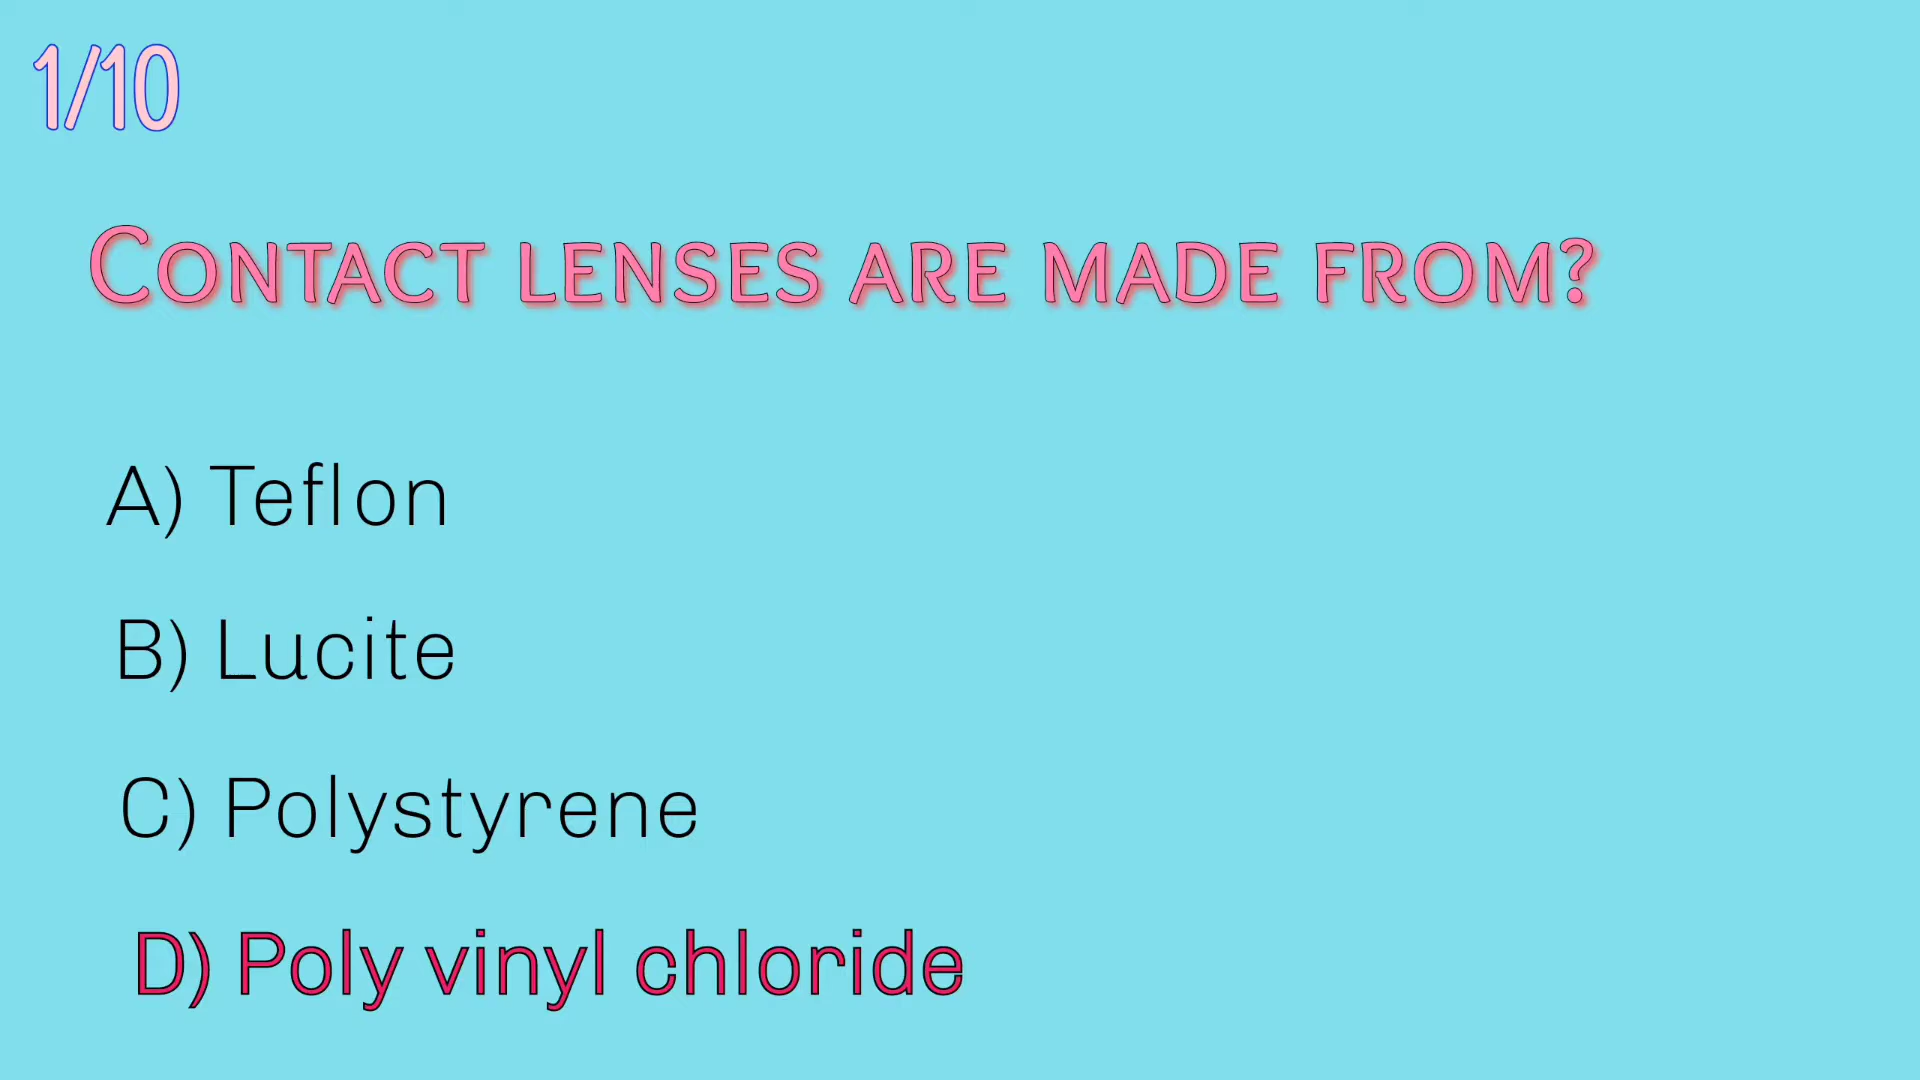 1/10
Contact lenses are made from?
A) Teflon
B) Lucite
C) Polystyrene
D) Poly vinyl chloride